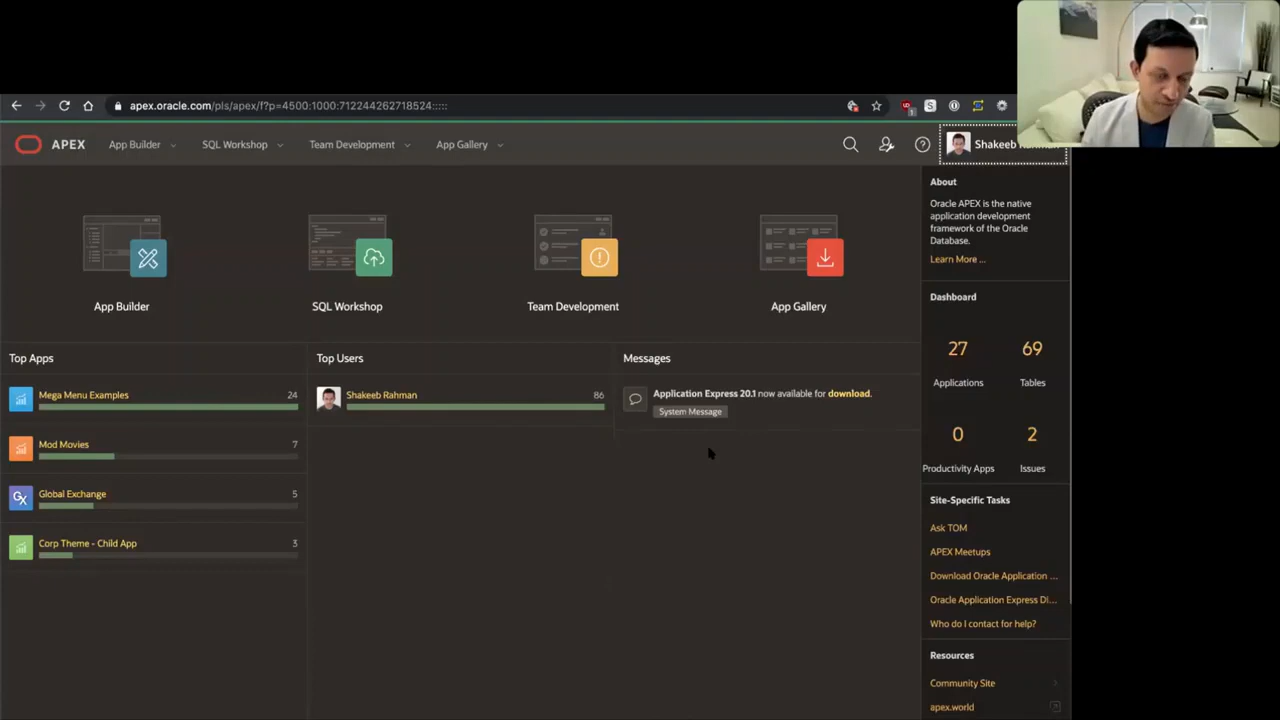 apex.oracle.com/pls/apex/f?p=4500:1000:712244262718524:::::
APEX
App Builder
SQL Workshop
Team Development
App Gallery
Shakeeb
App Builder
SQL Workshop
Team Development
App Gallery
Top Apps
Mega Menu Examples 24
Mod Movies 7
GX
Global Exchange 5
Corp Theme - Child App 3
Top Users
Shakeeb Rahman 86
Messages
Application Express 20.1 now available for download.
System Message
About
Oracle APEX is the native
application development
framework of the Oracle
Database.
Learn More ...
Dashboard
27 69
Applications Tables
0 2
Productivity Apps Issues
Site-Specific Tasks
Ask TOM
APEX Meetups
Download Oracle Application ...
Oracle Application Express Di...
Who do I contact for help?
Resources
Community Site
apex.world